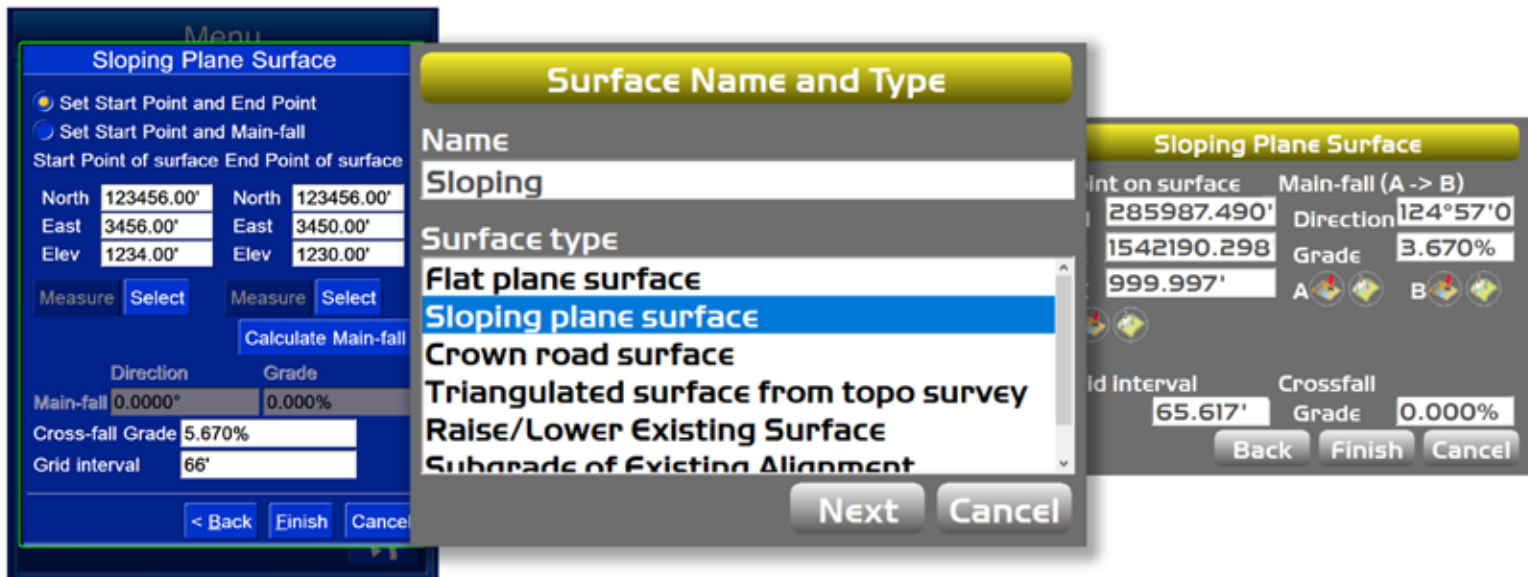 Menu
Sloping Plane Surface
Set Start Point and End Point
Set Start Point and Main-fall
Start Point of surface End Point of surface
North 123456.00' North 123456.00'
East 3456.00' East 3450.00'
Elev 1234.00' Elev 1230.00'
Measure Select Measure Select
Calculate Main-fall
Direction Grade
Main-fall 0.0000° 0.000%
Cross-fall Grade 5.670%
Grid interval 66'
< Back Finish Cancel
Surface Name and Type
Name
Sloping
Surface type
Flat plane surface
Sloping plane surface
Crown road surface
Triangulated surface from topo survey
Raise/Lower Existing Surface
Subgrade of Existing Alignment
Next Cancel
Sloping Plane Surface
int on surface Main-fall (A -> B)
285987.490' Direction 124°57'0
1542190.298 Grade 3.670%
999.997' A B
id interval Crossfall
65.617' Grade 0.000%
Back Finish Cancel